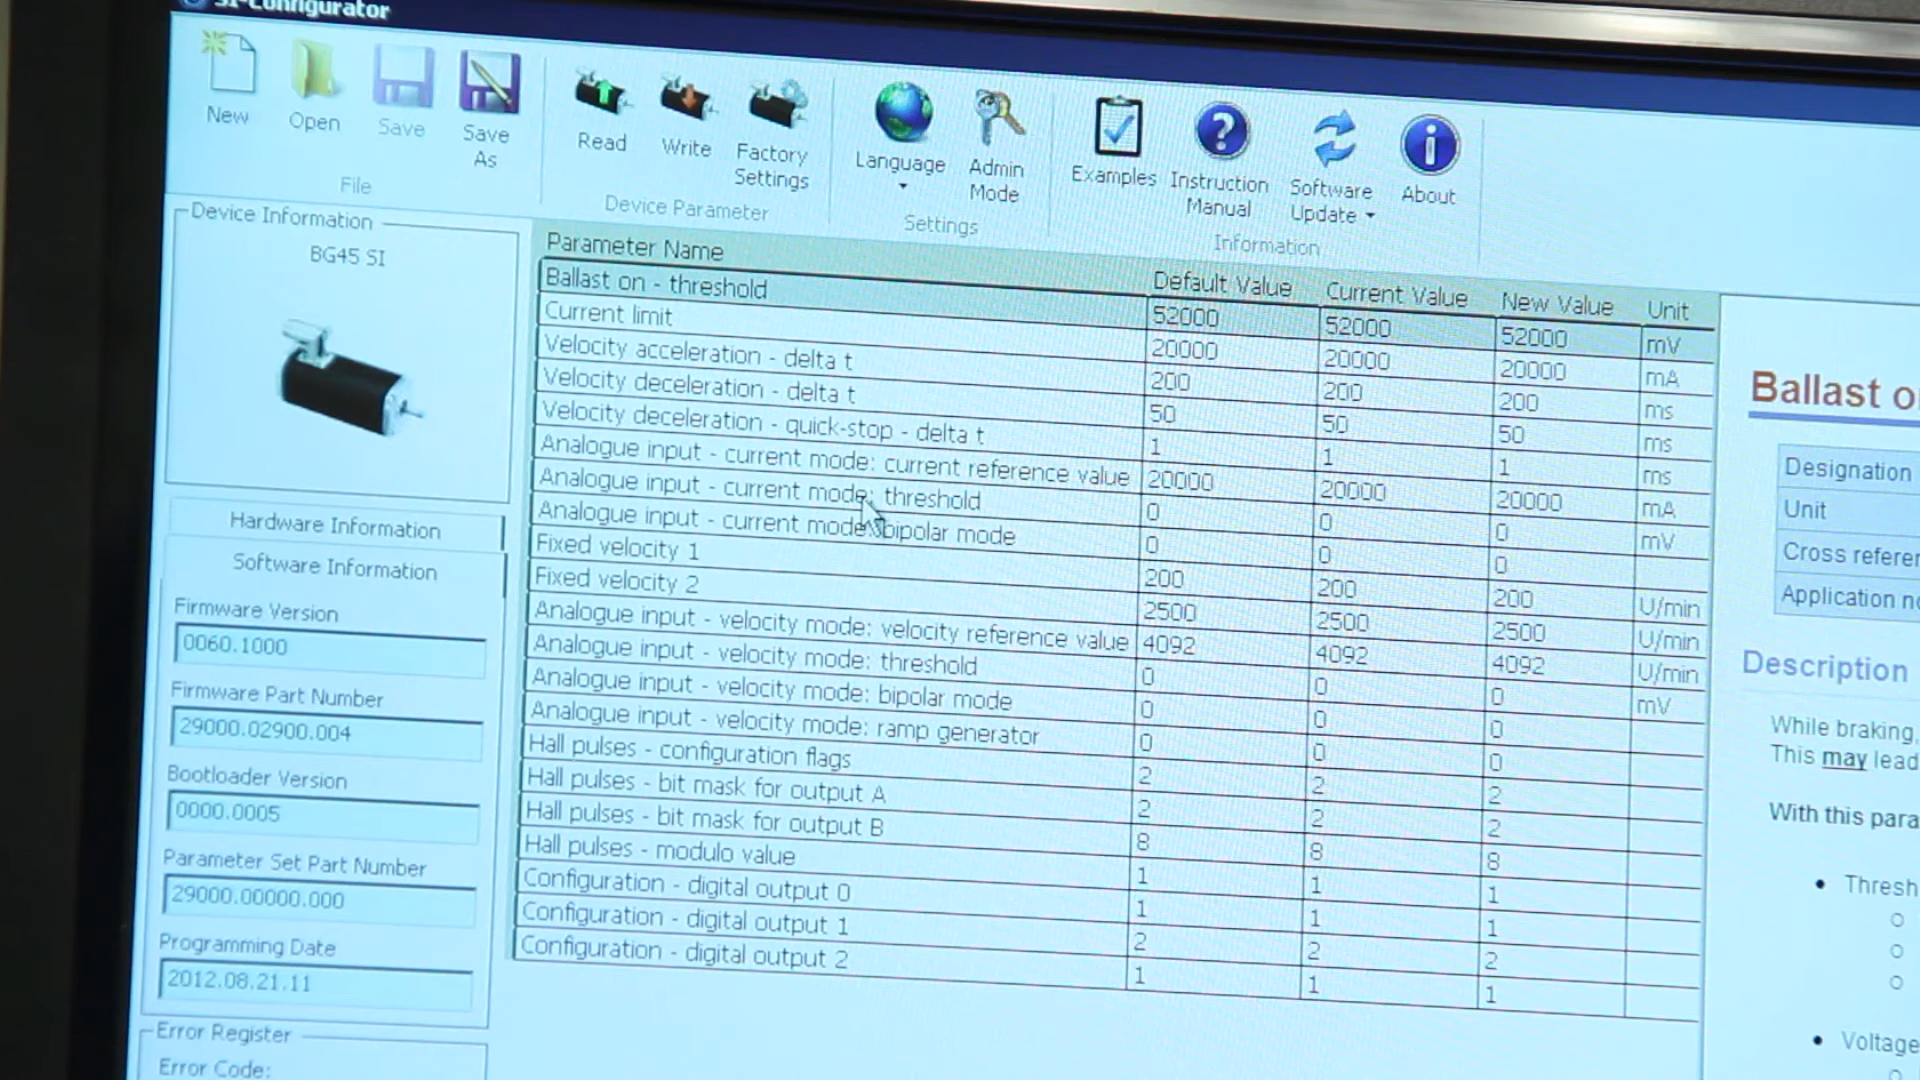 SI-Configurator
New
Open
Save
Save As
File
Read
Write
Factory Settings
Device Parameter
Language
Admin Mode
Settings
Examples
Instruction Manual
Software Update
About
Information
Device Information
BG45 SI
Hardware Information
Software Information
Firmware Version
0060.1000
Firmware Part Number
29000.02900.004
Bootloader Version
0000.0005
Parameter Set Part Number
29000.00000.000
Programming Date
2012.08.21.11
Error Register
Error Code:
Parameter Name Default Value Current Value New Value Unit
Ballast on - threshold 52000 52000 52000 mV
Current limit 20000 20000 20000 mA
Velocity acceleration - delta t 200 200 200 ms
Velocity deceleration - delta t 50 50 50 ms
Velocity deceleration - quick-stop - delta t 1 1 1 ms
Analogue input - current mode: current reference value 20000 20000 20000 mA
Analogue input - current mode: threshold 0 0 0 mV
Analogue input - current mode: bipolar mode 0 0 0
Fixed velocity 1 200 200 200 U/min
Fixed velocity 2 2500 2500 2500 U/min
Analogue input - velocity mode: velocity reference value 4092 4092 4092 U/min
Analogue input - velocity mode: threshold 0 0 0 mV
Analogue input - velocity mode: bipolar mode 0 0 0
Analogue input - velocity mode: ramp generator 0 0 0
Hall pulses - configuration flags 2 2 2
Hall pulses - bit mask for output A 2 2 2
Hall pulses - bit mask for output B 8 8 8
Hall pulses - modulo value 1 1 1
Configuration - digital output 0 1 1 1
Configuration - digital output 1 2 2 2
Configuration - digital output 2 1 1 1
Ballast o
Designation
Unit
Cross referen
Application no
Description
While braking,
This may lead
With this para
• Thresh
• Voltage